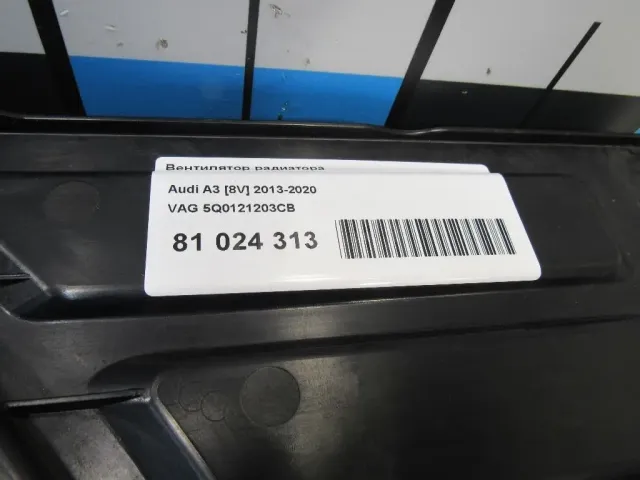 Вентилятор радиатора
Audi A3 [8V] 2013-2020
VAG 5Q0121203CB
81 024 313